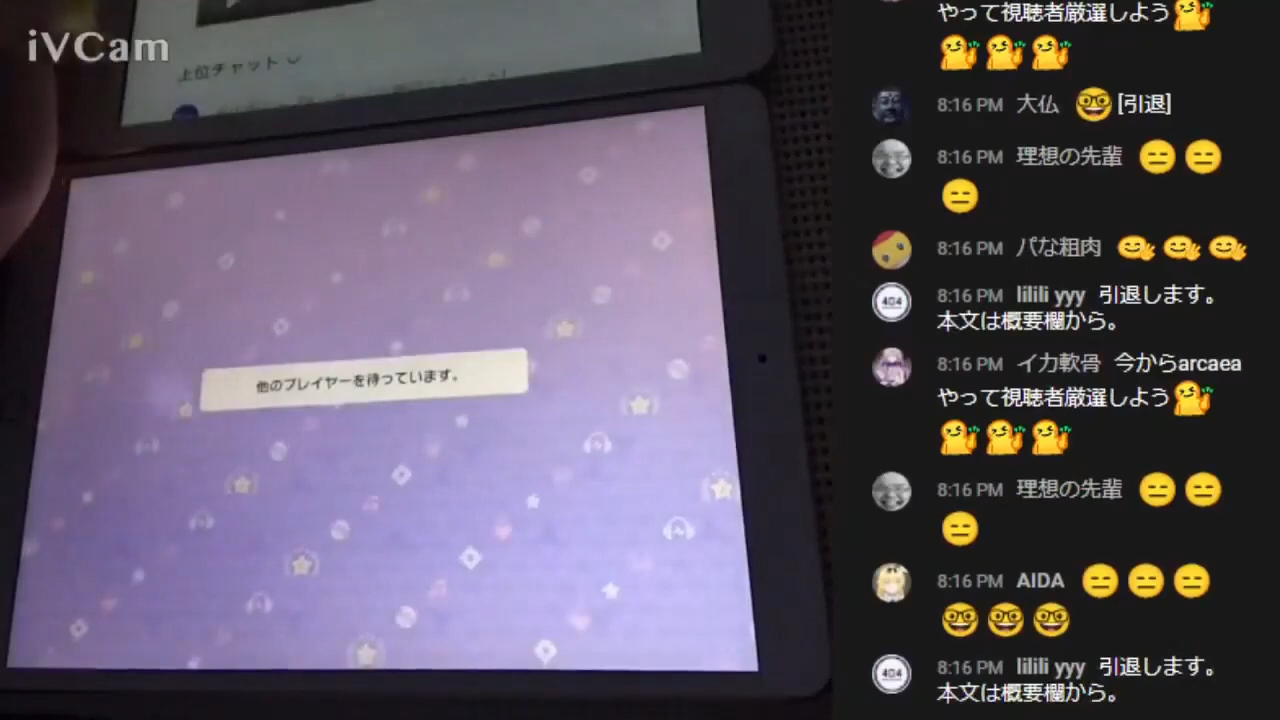 iVCam
上位チャット
他のプレイヤーを待っています。
やって視聴者厳選しよう
8:16 PM 大仏 [引退]
8:16 PM 理想の先輩
8:16 PM パな粗肉
404
8:16 PM lilili yyy 引退します。
本文は概要欄から。
8:16 PM イカ軟骨 今からarcaea
やって視聴者厳選しよう
8:16 PM 理想の先輩
8:16 PM AIDA
404
8:16 PM lilili yyy 引退します。
本文は概要欄から。